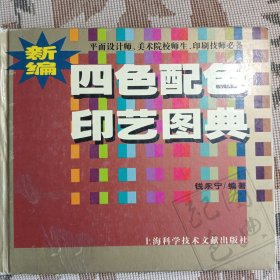 新编
平面设计师、美术院校师生、印刷技师必备
四色配色
印艺图典
钱永宁/编著
上海科学技术文献出版社